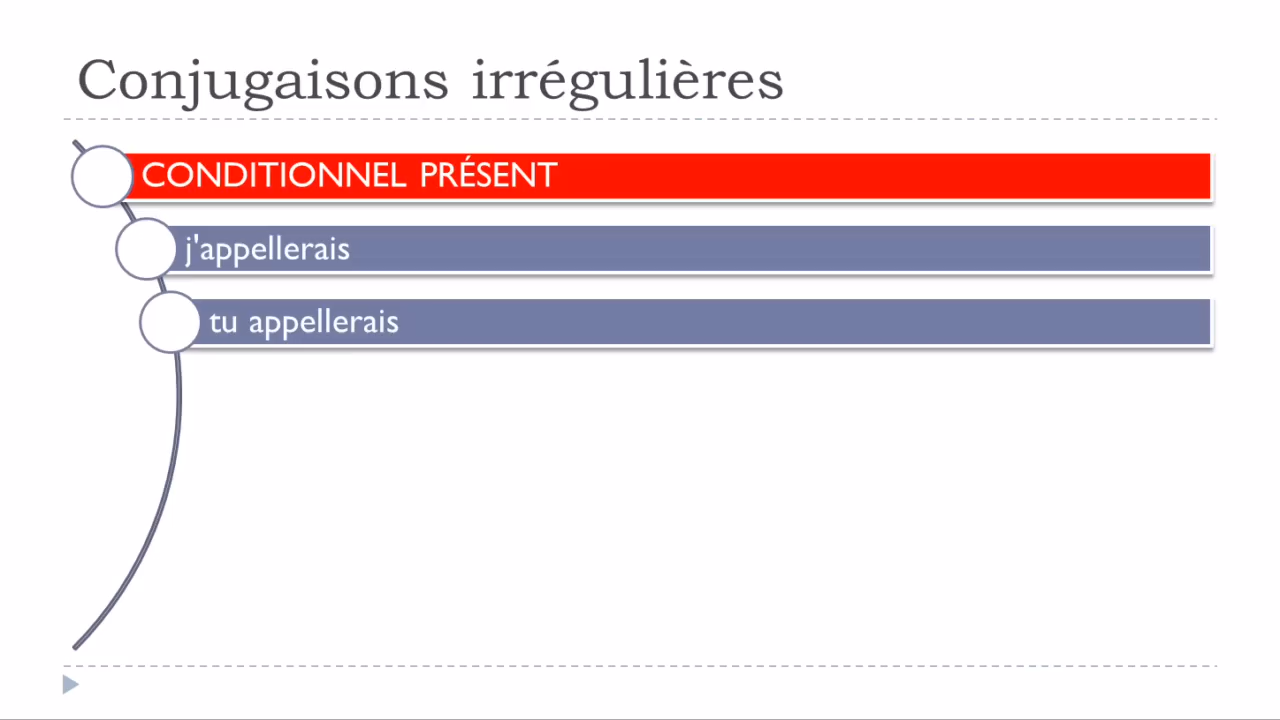 Conjugaisons irrégulières
CONDITIONNEL PRÉSENT
j'appellerais
tu appellerais